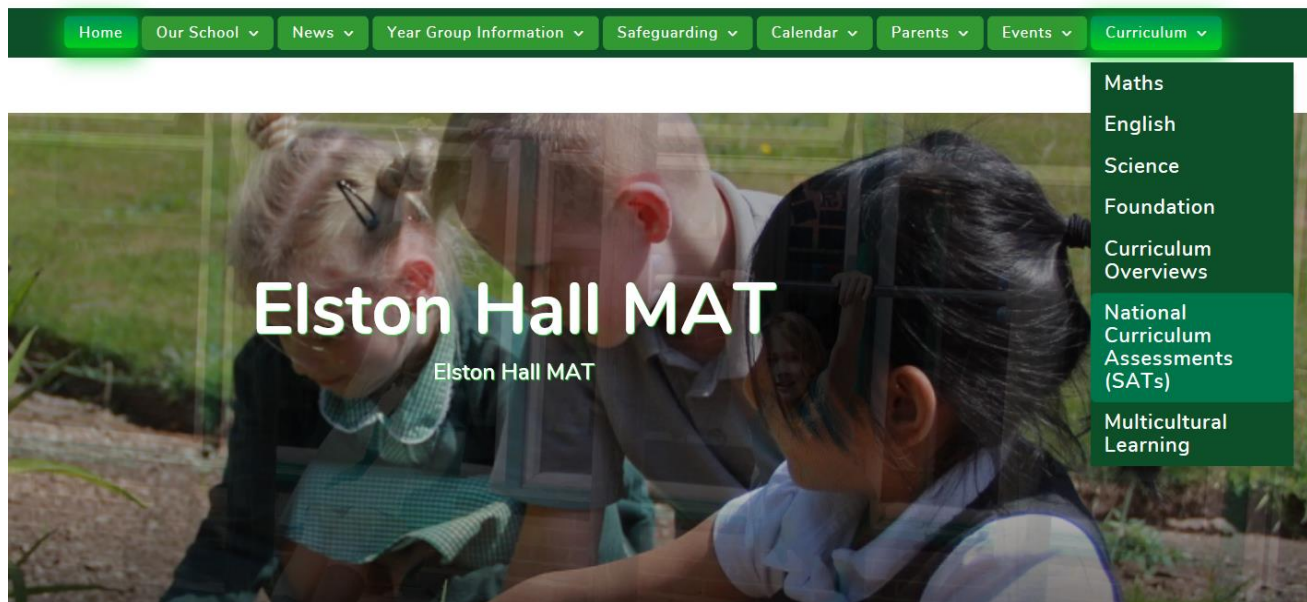 Home
Our School
News
Year Group Information
Safeguarding
Calendar
Parents
Events
Curriculum
Maths
English
Science
Foundation
Curriculum
Overviews
National
Curriculum
Assessments
(SATs)
Multicultural
Learning
Elston Hall MAT
Elston Hall MAT